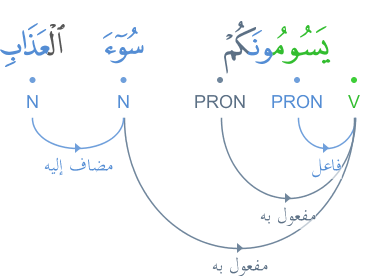 يَسُومُونَكُمْ سُوٓءَ ٱلْعَذَابِ
V PRON PRON N N
فاعل
مضاف إليه
مفعول به
مفعول به